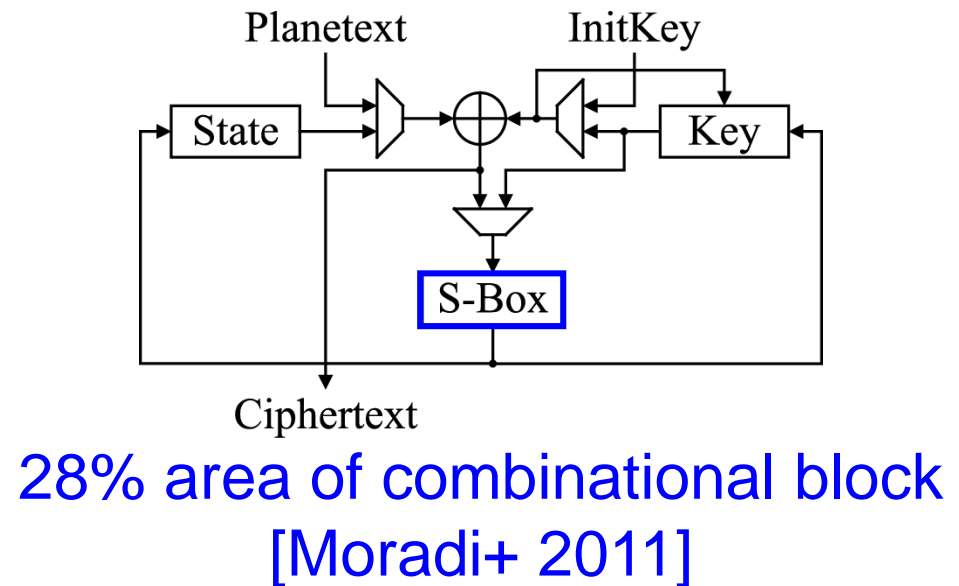 Planetext InitKey
State Key
S-Box
Ciphertext
28% area of combinational block
[Moradi+ 2011]